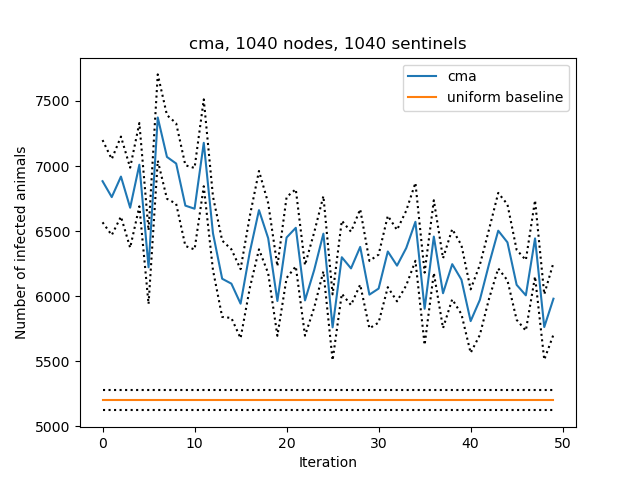 cma, 1040 nodes, 1040 sentinels
cma
uniform baseline
Number of infected animals
7500
7000
6500
6000
5500
5000
0 10 20 30 40 50
Iteration